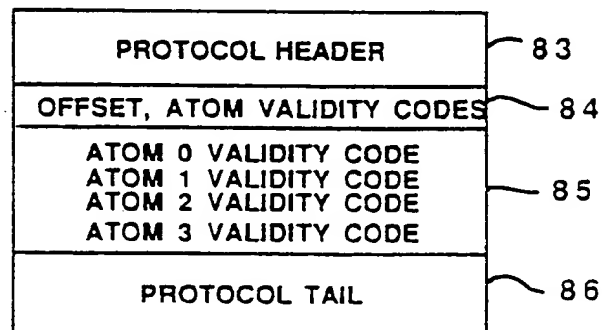 PROTOCOL HEADER 83
OFFSET, ATOM VALIDITY CODES 84
ATOM 0 VALIDITY CODE
ATOM 1 VALIDITY CODE
ATOM 2 VALIDITY CODE 85
ATOM 3 VALIDITY CODE
PROTOCOL TAIL 86